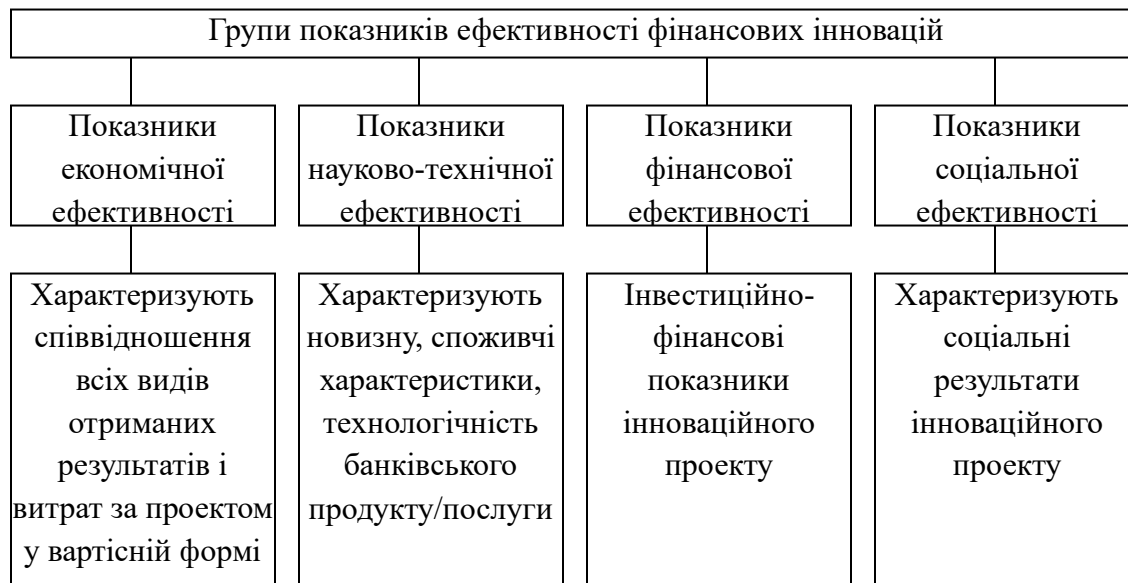 Групи показників ефективності фінансових інновацій
Показники
економічної
ефективності
Показники
науково-технічної
ефективності
Показники
фінансової
ефективності
Показники
соціальної
ефективності
Характеризують
співвідношення
всіх видів
отриманих
результатів і
витрат за проектом
у вартісній формі
Характеризують
новизну, споживчі
характеристики,
технологічність
банківського
продукту/послуги
Інвестиційно-
фінансові
показники
інноваційного
проекту
Характеризують
соціальні
результати
інноваційного
проекту